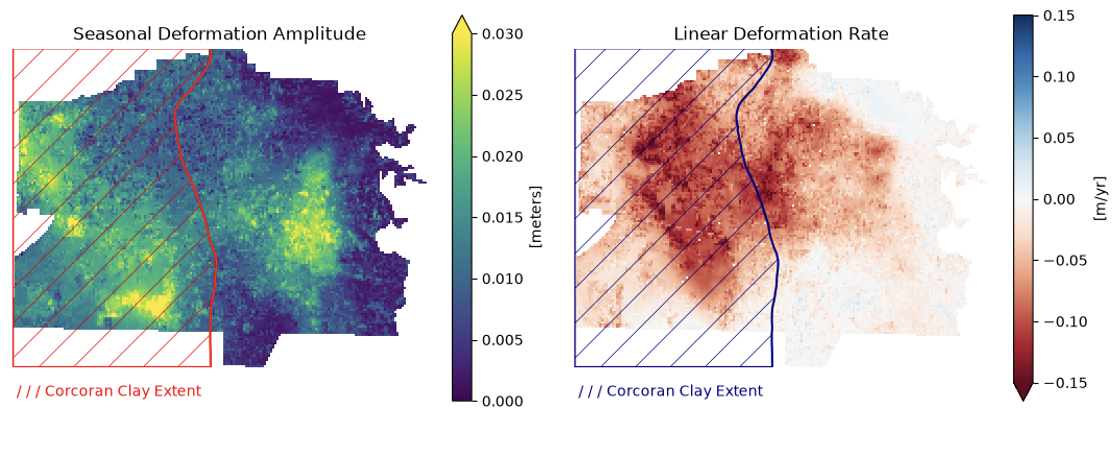 Seasonal Deformation Amplitude
0.030
0.025
0.020
0.015
0.010
0.005
0.000
[meters]
/ / / Corcoran Clay Extent
Linear Deformation Rate
0.15
0.10
0.05
0.00
−0.05
−0.10
−0.15
[m/yr]
/ / / Corcoran Clay Extent